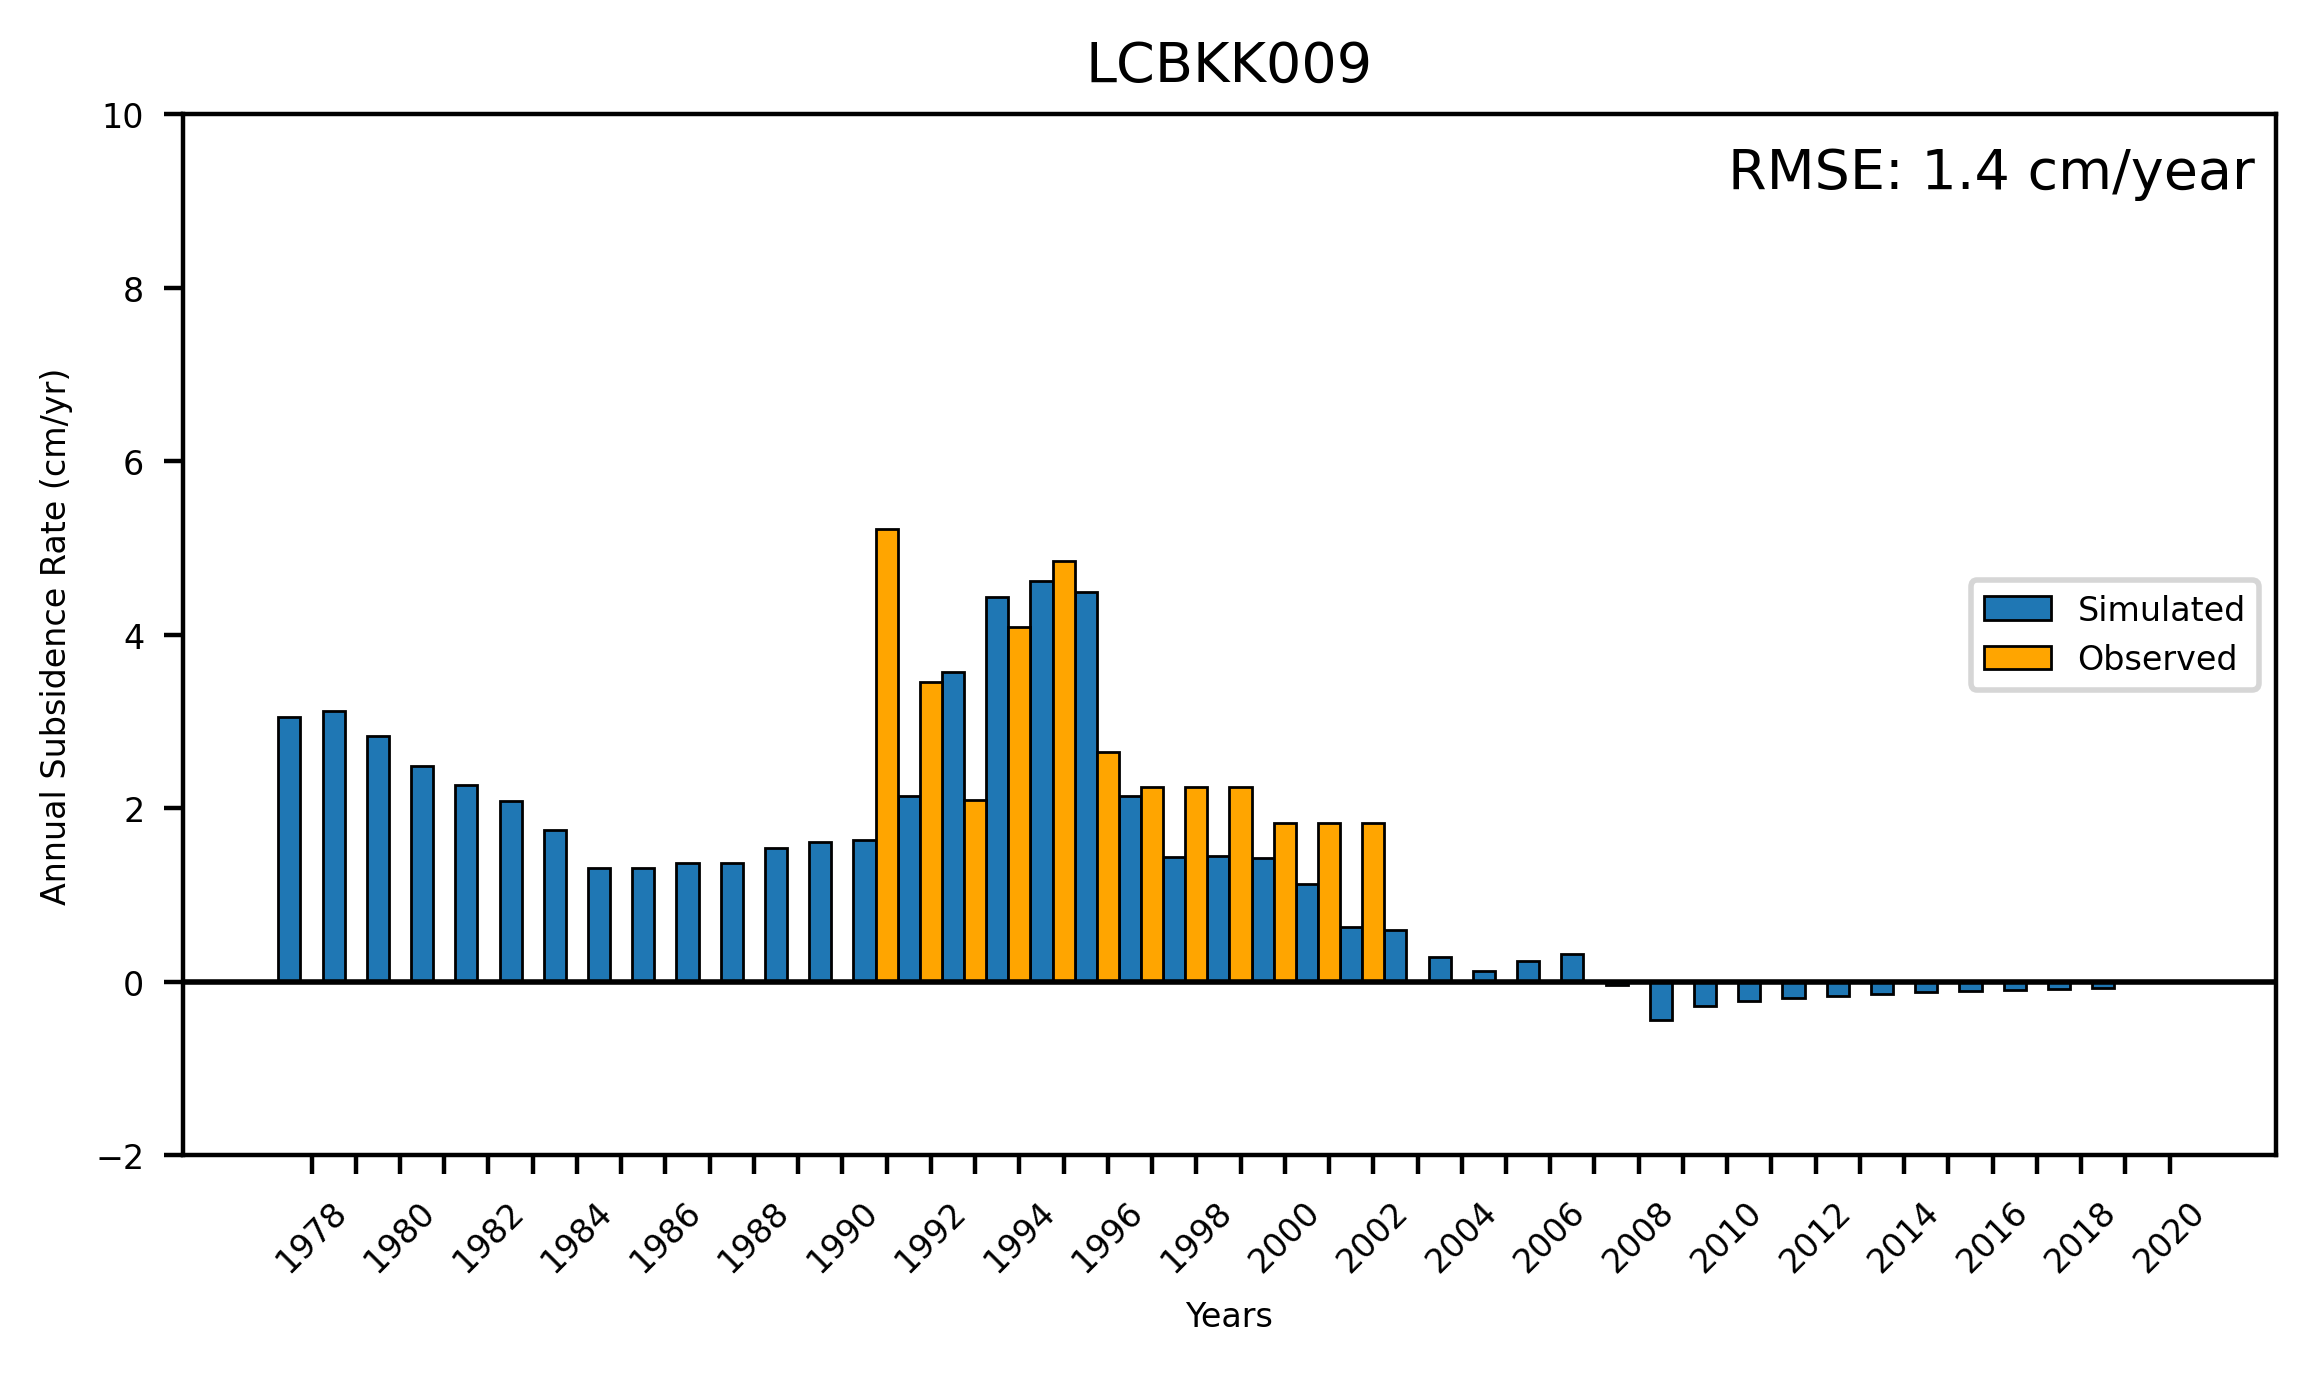 LCBKK009
RMSE: 1.4 cm/year
Annual Subsidence Rate (cm/yr)
10
8
6
4
2
0
−2
Simulated
Observed
1978 1980 1982 1984 1986 1988 1990 1992 1994 1996 1998 2000 2002 2004 2006 2008 2010 2012 2014 2016 2018 2020
Years